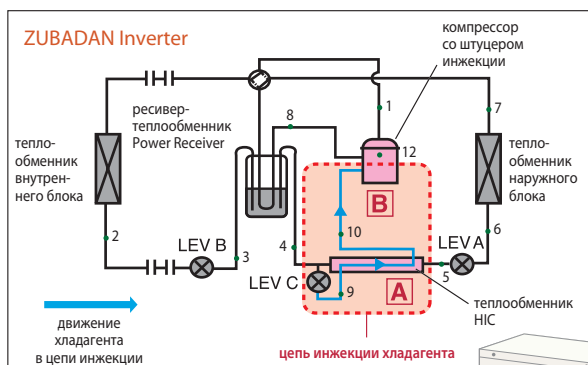 ZUBADAN Inverter
компрессор
со штуцером
инжекции
ресивер-
теплообменник
Power Receiver
8
1
7
12
тепло-
обменник
внутрен-
него блока
тепло-
обменник
наружного
блока
B
2
10
6
LEV B
3
4
LEV A
LEV C
9
A
5
теплообменник
HIC
движение
хладагента
в цепи инжекции
цепь инжекции хладагента